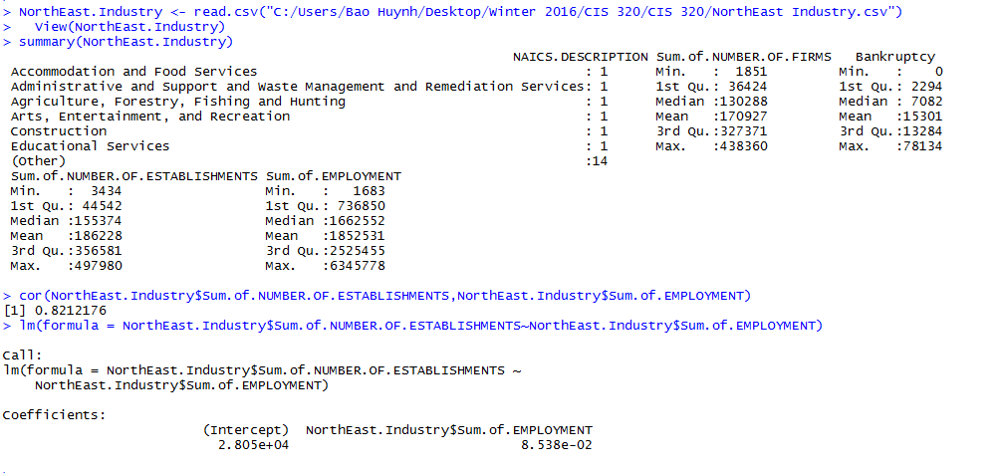 > NorthEast.Industry <- read.csv("C:/Users/Bao Huynh/Desktop/Winter 2016/CIS 320/CIS 320/NorthEast Industry.csv")
>   View(NorthEast.Industry)
> summary(NorthEast.Industry)
NAICS.DESCRIPTION Sum.of.NUMBER.OF.FIRMS   Bankruptcy
Accommodation and Food Services : 1   Min.   :  1851   Min.   :    0
Administrative and Support and Waste Management and Remediation Services: 1   1st Qu.: 36424   1st Qu.: 2294
Agriculture, Forestry, Fishing and Hunting : 1   Median :130288   Median : 7082
Arts, Entertainment, and Recreation : 1   Mean   :170927   Mean   :15301
Construction : 1   3rd Qu.:327371   3rd Qu.:13284
Educational Services : 1   Max.   :438360   Max.   :78134
(Other) :14
Sum.of.NUMBER.OF.ESTABLISHMENTS Sum.of.EMPLOYMENT
Min.   :  3434   Min.   :   1683
1st Qu.: 44542   1st Qu.: 736850
Median :155374   Median :1662552
Mean   :186228   Mean   :1852531
3rd Qu.:356581   3rd Qu.:2525455
Max.   :497980   Max.   :6345778
> cor(NorthEast.Industry$Sum.of.NUMBER.OF.ESTABLISHMENTS,NorthEast.Industry$Sum.of.EMPLOYMENT)
[1] 0.8212176
> lm(formula = NorthEast.Industry$Sum.of.NUMBER.OF.ESTABLISHMENTS~NorthEast.Industry$Sum.of.EMPLOYMENT)
Call:
lm(formula = NorthEast.Industry$Sum.of.NUMBER.OF.ESTABLISHMENTS ~
NorthEast.Industry$Sum.of.EMPLOYMENT)
Coefficients:
(Intercept)  NorthEast.Industry$Sum.of.EMPLOYMENT
2.805e+04   8.538e-02